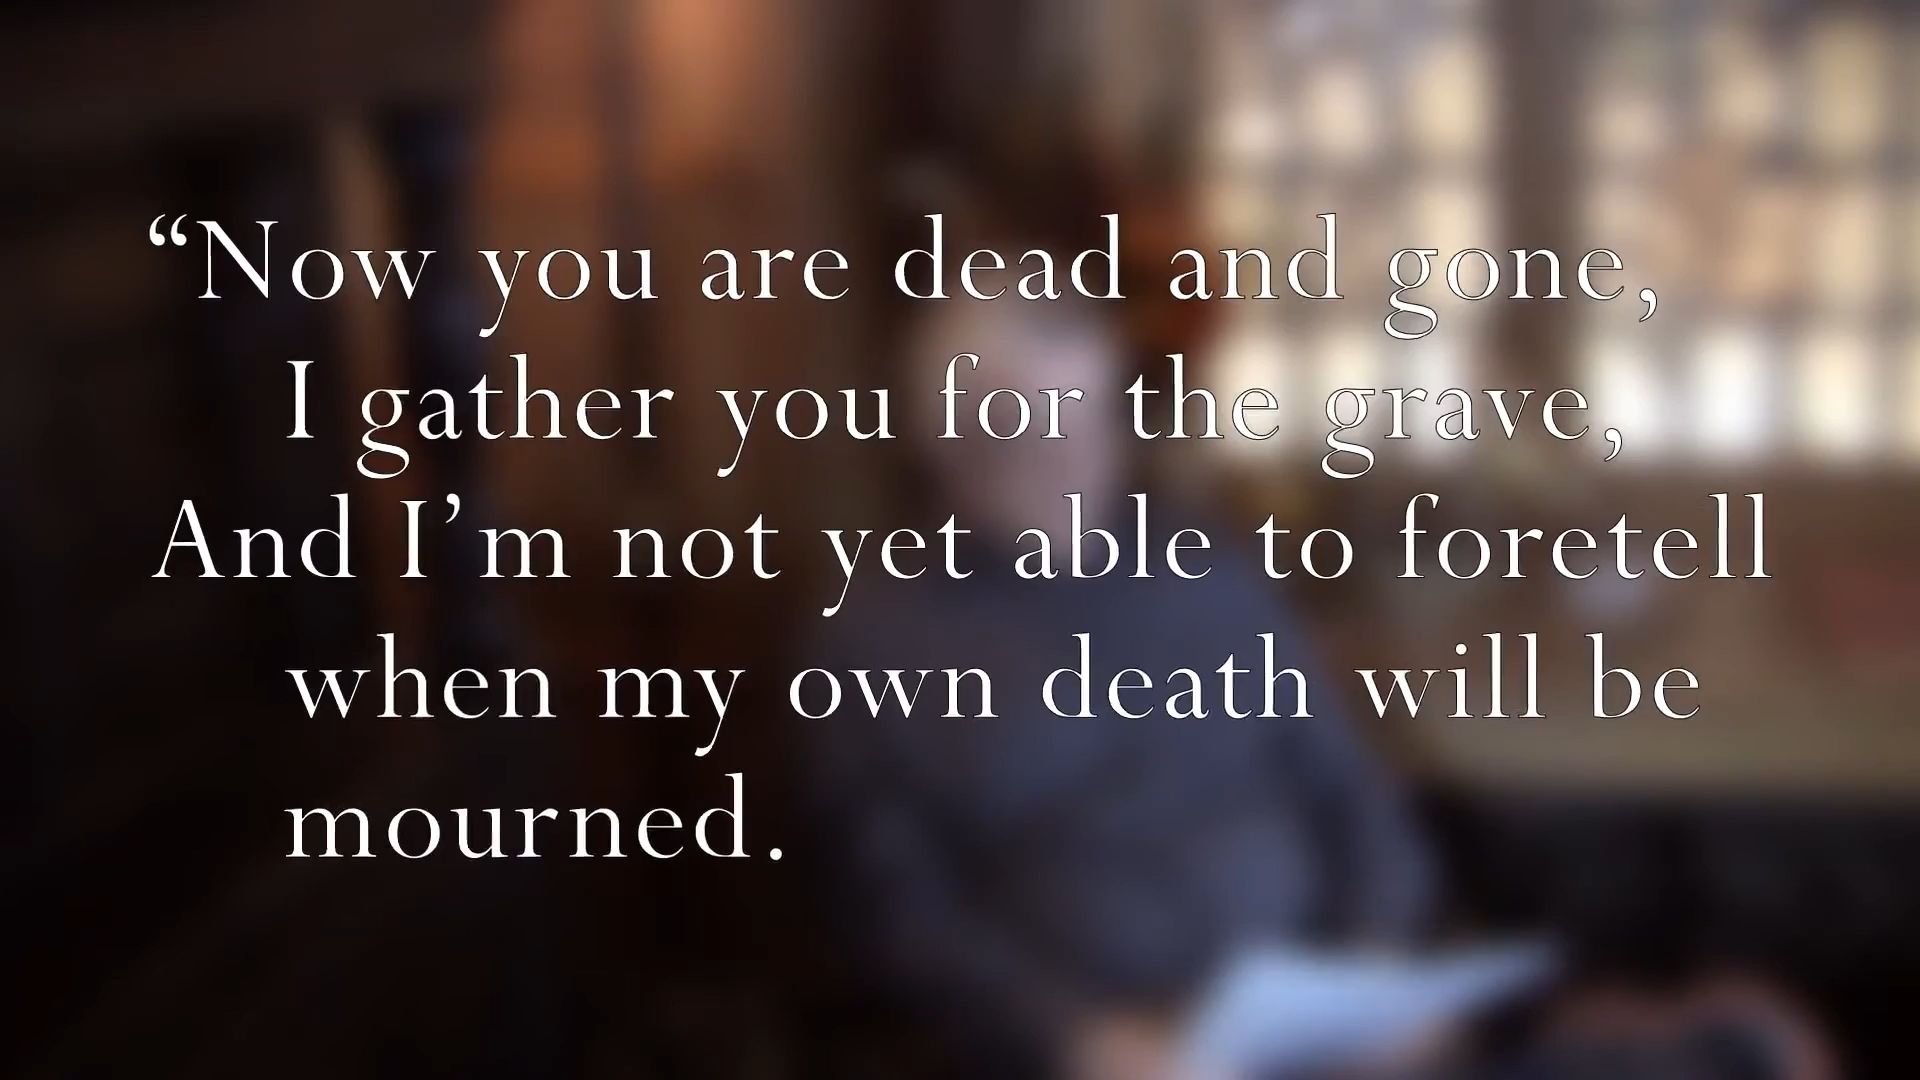 “Now you are dead and gone,
I gather you for the grave,
And I’m not yet able to foretell
when my own death will be
mourned.